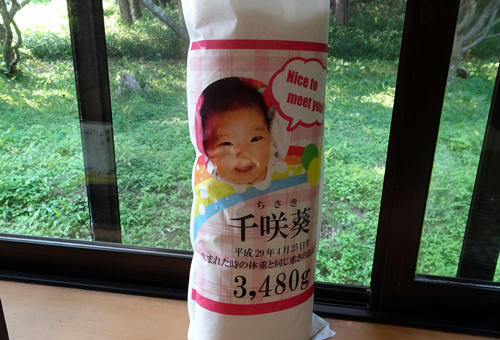 Nice to
meet you
ちさき
千咲葵
平成29年4月25日
生まれた時の体重と同じ重さの
3,480g